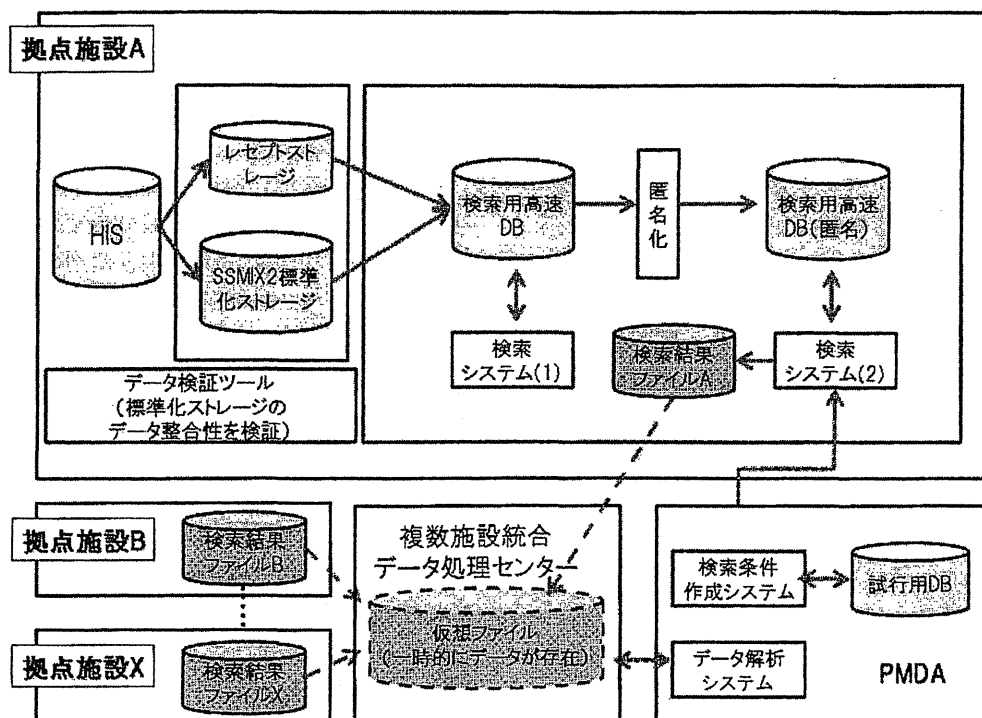 拠点施設A
レセプトスト
レージ
HIS
SSMIX2標準
化ストレージ
検索用高速
DB
匿名化
検索用高速
DB(匿名)
検索
システム(1)
検索結果
ファイルA
検索
システム(2)
データ検証ツール
(標準化ストレージの
データ整合性を検証)
拠点施設B
検索結果
ファイルB
複数施設統合
データ処理センター
仮想ファイル
(一時的にデータが存在)
検索条件
作成システム
試行用DB
拠点施設X
検索結果
ファイルX
データ解析
システム
PMDA